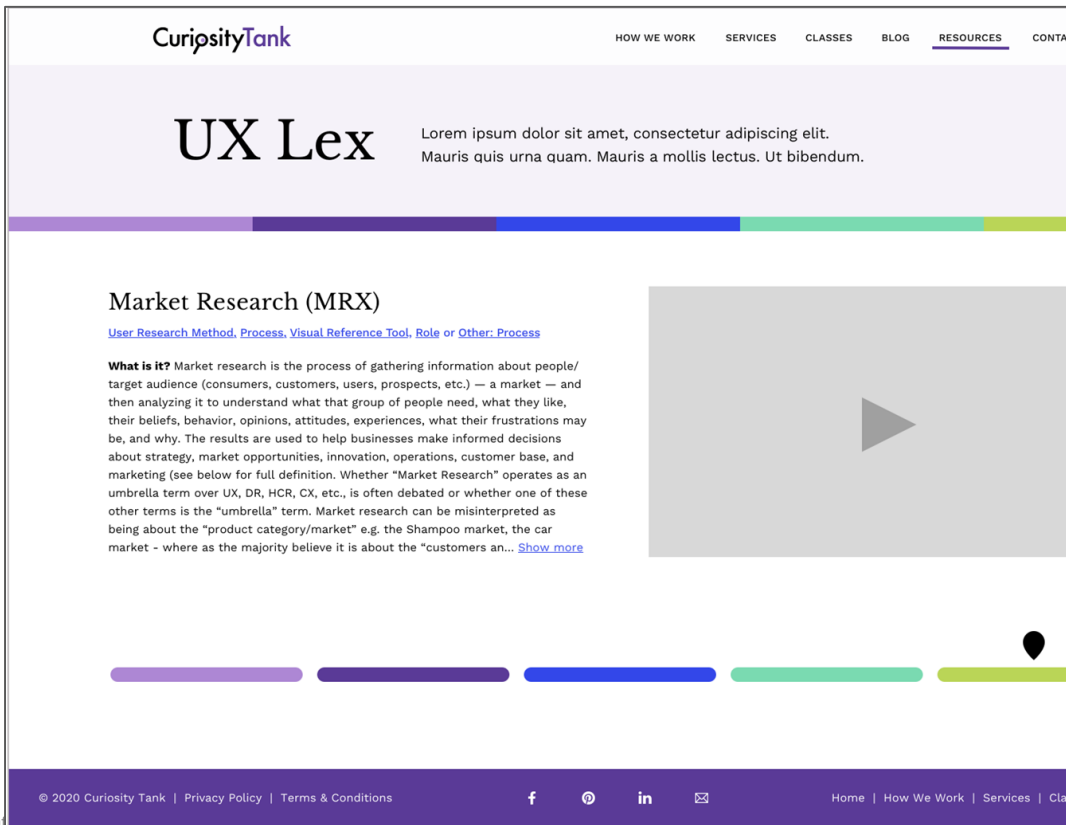 CuriosityTank
HOW WE WORK SERVICES CLASSES BLOG RESOURCES CONTA
UX Lex
Lorem ipsum dolor sit amet, consectetur adipiscing elit.
Mauris quis urna quam. Mauris a mollis lectus. Ut bibendum.
Market Research (MRX)
User Research Method, Process, Visual Reference Tool, Role or Other: Process
What is it? Market research is the process of gathering information about people/
target audience (consumers, customers, users, prospects, etc.) — a market — and
then analyzing it to understand what that group of people need, what they like,
their beliefs, behavior, opinions, attitudes, experiences, what their frustrations may
be, and why. The results are used to help businesses make informed decisions
about strategy, market opportunities, innovation, operations, customer base, and
marketing (see below for full definition. Whether “Market Research” operates as an
umbrella term over UX, DR, HCR, CX, etc., is often debated or whether one of these
other terms is the “umbrella” term. Market research can be misinterpreted as
being about the “product category/market” e.g. the Shampoo market, the car
market - where as the majority believe it is about the “customers an... Show more
© 2020 Curiosity Tank | Privacy Policy | Terms & Conditions
Home | How We Work | Services | Cla